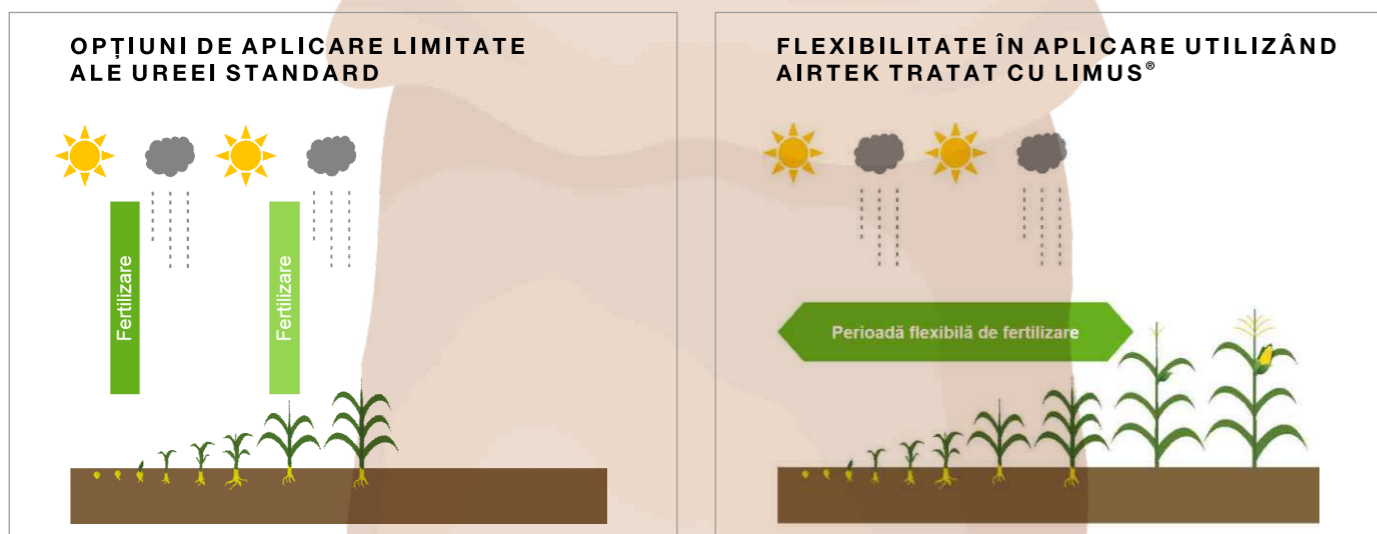 OPȚIUNI DE APLICARE LIMITATE
ALE UREEI STANDARD
Fertilizare
Fertilizare
FLEXIBILITATE ÎN APLICARE UTILIZÂND
AIRTEK TRATAT CU LIMUS®
Perioadă flexibilă de fertilizare